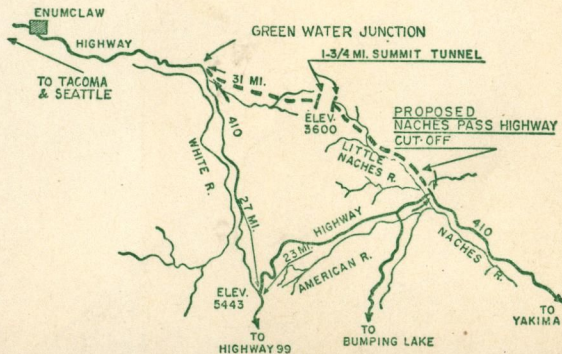 ENUMCLAW
GREEN WATER JUNCTION
HIGHWAY
1-3/4 MI. SUMMIT TUNNEL
TO TACOMA
& SEATTLE
31 MI.
ELEV.
3600
PROPOSED
NACHES PASS HIGHWAY
CUT-OFF
410
WHITE R.
LITTLE
NACHES R.
27 MI.
23 MI.
HIGHWAY
AMERICAN R.
410
NACHES R.
ELEV.
5443
TO
HIGHWAY 99
TO
BUMPING LAKE
TO
YAKIMA